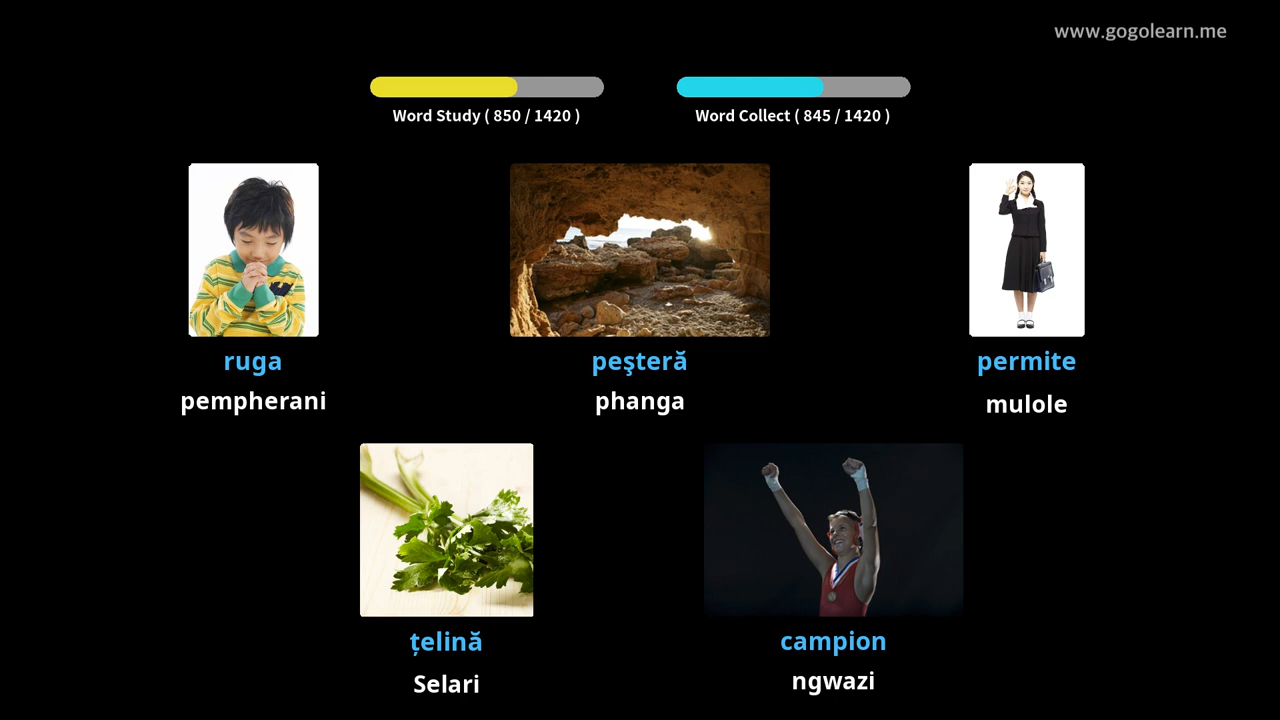 www.gogolearn.me
Word Study ( 850 / 1420 )
Word Collect ( 845 / 1420 )
ruga
pempherani
peşteră
phanga
permite
mulole
țelină
Selari
campion
ngwazi